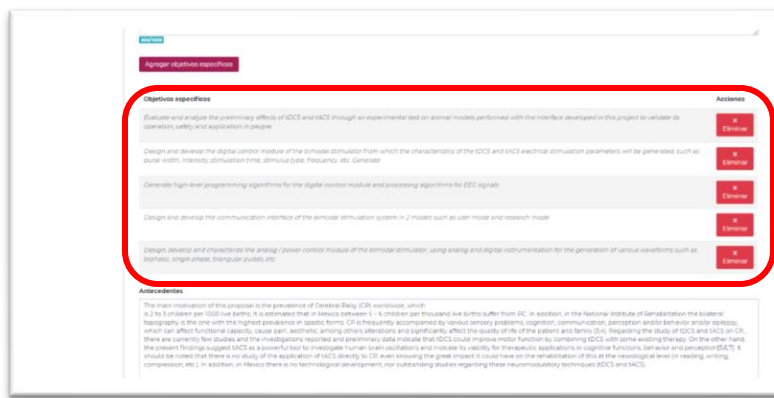 Agregar objetivos específicos
Objetivos específicos
Acciones
Evaluate and analyze the preliminary effects of tDCS and tACS through an experimental test on animal models performed with the interface developed in this project to validate its
operation, safety and application in people
x
Eliminar
Design and develop the digital control module of the bimodal stimulator from which the characteristics of the tDCS and tACS electrical stimulation parameters will be generated, such as
pulse width, intensity, stimulation time, stimulus type, frequency, etc. Generate
x
Eliminar
Generate high-level programming algorithms for the digital control module and processing algorithms for EEG signals
x
Eliminar
Design and develop the communication interface of the bimodal stimulation system in 2 modes such as user mode and research mode
x
Eliminar
Design, develop and characterize the analog / power control module of the bimodal stimulator, using analog and digital instrumentation for the generation of various waveforms such as
biphasic, single phase, triangular pulses, etc
x
Eliminar
Antecedentes
The main motivation of this proposal is the prevalence of Cerebral Palsy (CP) worldwide, which
is 2 to 3 children per 1000 live births; it is estimated that in Mexico between 5 - 6 children per thousand live births suffer from PC. In addition, in the National Institute of Rehabilitation the bilateral
topography is the one with the highest prevalence in spastic forms. CP is frequently accompanied by various sensory problems, cognition, communication, perception and/or behavior and/or epilepsy,
which can affect functional capacity, cause pain, aesthetic, among others alterations and significantly affect the quality of life of the patient and family [3,4]. Regarding the study of tDCS and tACS on CP,
there are currently few studies and the investigations reported and preliminary data indicate that tDCS could improve motor function by combining tDCS with some existing therapy. On the other hand,
the present findings suggest tACS as a powerful tool to investigate human brain oscillations and indicate its viability for therapeutic applications in cognitive functions, behavior and perception[5,6,7]. It
should be noted that there is no study of the application of tACS directly to CP, even knowing the great impact it could have on the rehabilitation of this at the neurological level (in reading, writing,
compression, etc.). In addition, in Mexico there is no technological development, nor outstanding studies regarding these neuromodulatory techniques (tDCS and tACS).